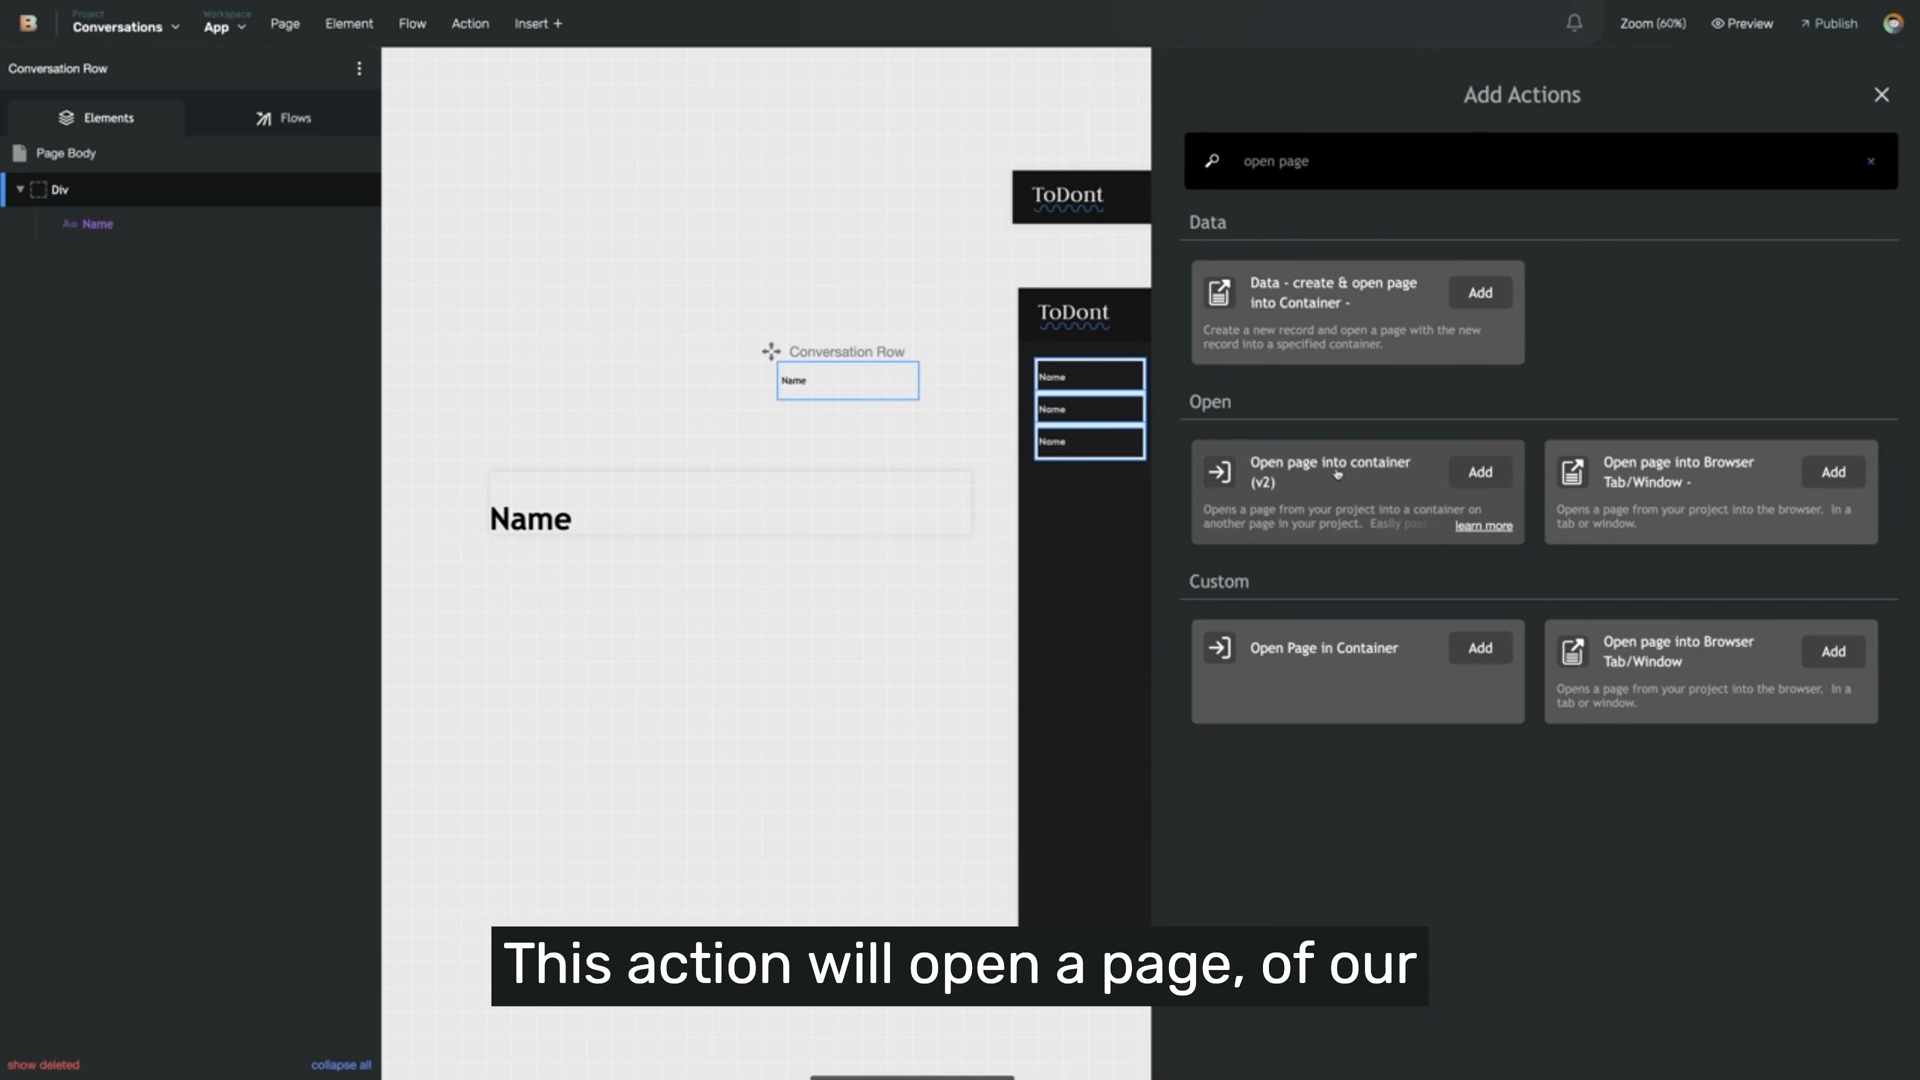 Project
Conversations
Workspace
App
Page
Element
Flow
Action
Insert +
Zoom (60%)
Preview
Publish
Conversation Row
Elements
Flows
Page Body
Div
Name
show deleted
collapse all
Conversation Row
Name
Name
ToDont
ToDont
Name
Name
Name
Add Actions
open page
Data
Data - create & open page
into Container -
Add
Create a new record and open a page with the new
record into a specified container.
Open
Open page into container
(v2)
Add
Opens a page from your project into a container on
another page in your project. Easily
learn more
Open page into Browser
Tab/Window -
Add
Opens a page from your project into the browser. In a
tab or window.
Custom
Open Page in Container
Add
Open page into Browser
Tab/Window
Add
Opens a page from your project into the browser. In a
tab or window.
This action will open a page, of our